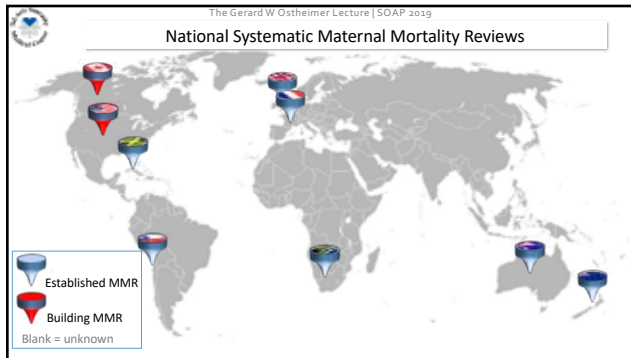 The Gerard W Ostheimer Lecture | SOAP 2019
National Systematic Maternal Mortality Reviews
Established MMR
Building MMR
Blank = unknown